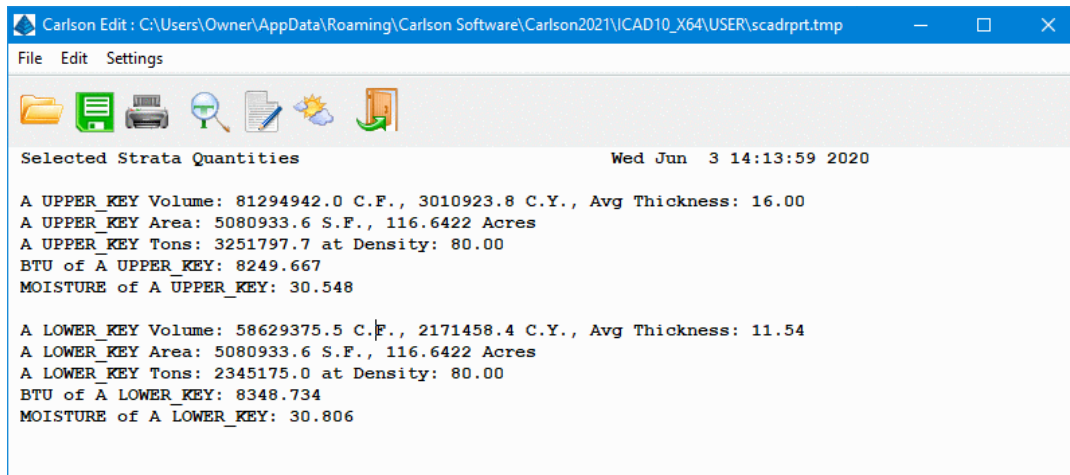 Carlson Edit : C:\Users\Owner\AppData\Roaming\Carlson Software\Carlson2021\ICAD10_X64\USER\scadrprt.tmp
File Edit Settings
Selected Strata Quantities Wed Jun 3 14:13:59 2020
A UPPER_KEY Volume: 81294942.0 C.F., 3010923.8 C.Y., Avg Thickness: 16.00
A UPPER_KEY Area: 5080933.6 S.F., 116.6422 Acres
A UPPER_KEY Tons: 3251797.7 at Density: 80.00
BTU of A UPPER_KEY: 8249.667
MOISTURE of A UPPER_KEY: 30.548
A LOWER_KEY Volume: 58629375.5 C.F., 2171458.4 C.Y., Avg Thickness: 11.54
A LOWER_KEY Area: 5080933.6 S.F., 116.6422 Acres
A LOWER_KEY Tons: 2345175.0 at Density: 80.00
BTU of A LOWER_KEY: 8348.734
MOISTURE of A LOWER_KEY: 30.806